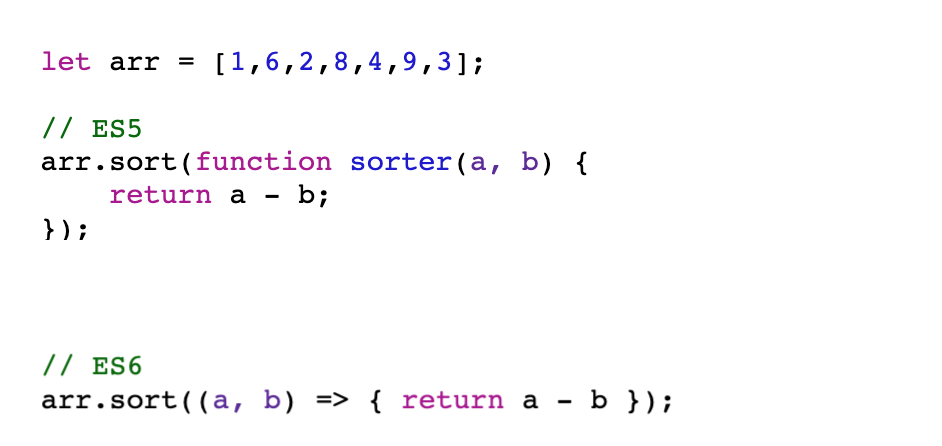 let arr = [1,6,2,8,4,9,3];
// ES5
arr.sort(function sorter(a, b) {
    return a - b;
});
// ES6
arr.sort((a, b) => { return a - b });